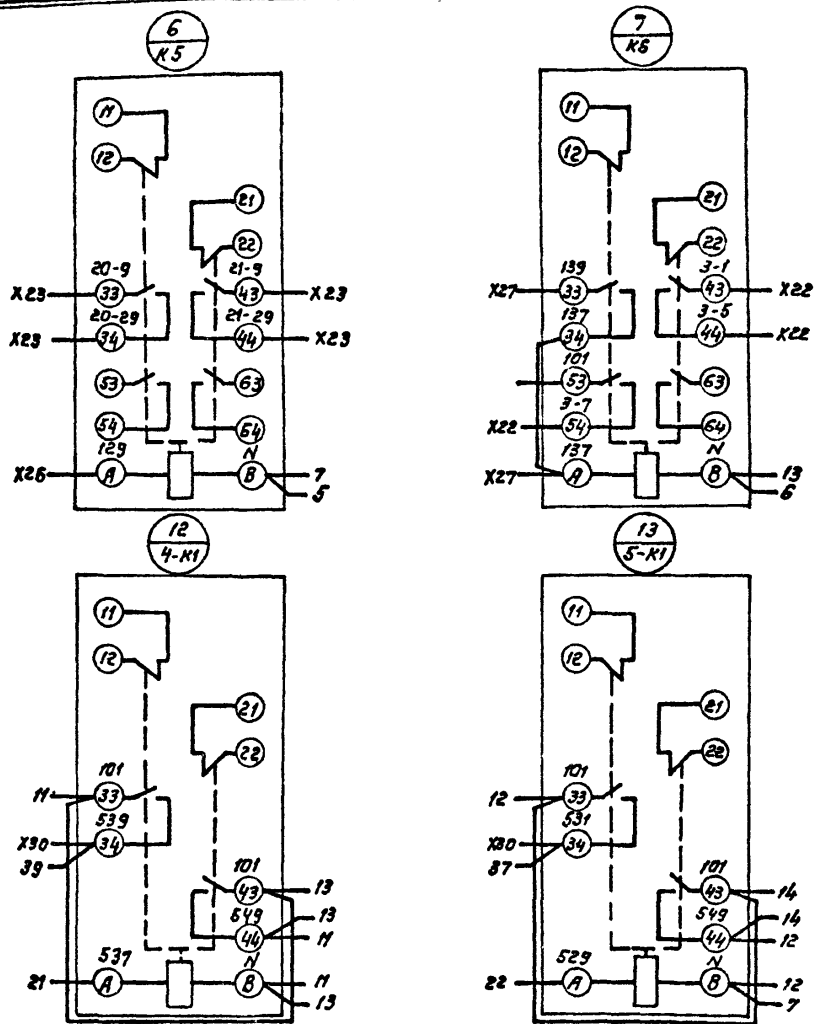 6
K5
11
12
21
22
20-9
X23 33
20-29
X23 34
21-9
43 X23
21-29
44 X23
53
63
54
64
129
X26 A
N
B 7
5
7
K6
11
12
21
22
139
X27 33
137
34
3-1
43 X22
3-5
44 X22
101
53
63
3-7
X22 54
64
137
X27 A
N
B 13
6
12
4-K1
11
12
21
22
101
11 33
539
X30 34
39
101
43 13
549
13
44 11
537
21 A
N
B 11
13
13
5-K1
11
12
21
22
101
12 33
531
X30 34
37
101
43 14
549
14
44 12
529
22 A
N
B 12
7